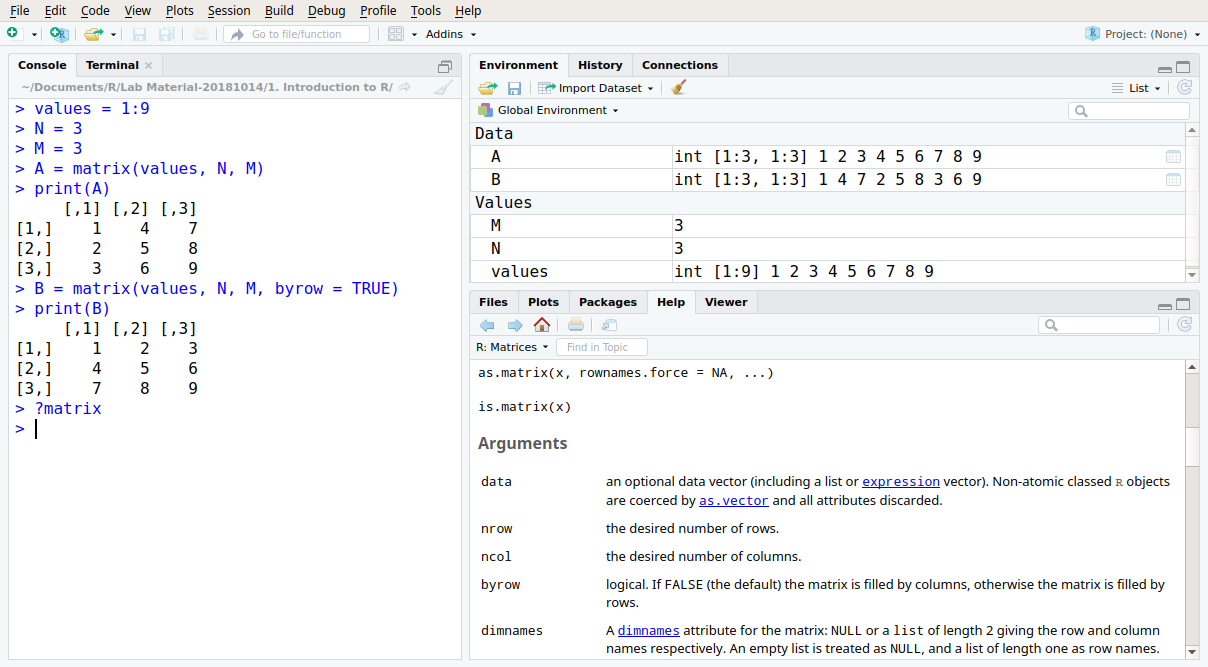 File Edit Code View Plots Session Build Debug Profile Tools Help
Go to file/function Addins Project: (None)
Console Terminal
~/Documents/R/Lab Material-20181014/1. Introduction to R/
> values = 1:9
> N = 3
> M = 3
> A = matrix(values, N, M)
> print(A)
[,1] [,2] [,3]
[1,] 1 4 7
[2,] 2 5 8
[3,] 3 6 9
> B = matrix(values, N, M, byrow = TRUE)
> print(B)
[,1] [,2] [,3]
[1,] 1 2 3
[2,] 4 5 6
[3,] 7 8 9
> ?matrix
>
Environment History Connections
Import Dataset List
Global Environment
Data
A int [1:3, 1:3] 1 2 3 4 5 6 7 8 9
B int [1:3, 1:3] 1 4 7 2 5 8 3 6 9
Values
M 3
N 3
values int [1:9] 1 2 3 4 5 6 7 8 9
Files Plots Packages Help Viewer
R: Matrices Find in Topic
as.matrix(x, rownames.force = NA, ...)
is.matrix(x)
Arguments
data an optional data vector (including a list or expression vector). Non-atomic classed R objects
are coerced by as.vector and all attributes discarded.
nrow the desired number of rows.
ncol the desired number of columns.
byrow logical. If FALSE (the default) the matrix is filled by columns, otherwise the matrix is filled by
rows.
dimnames A dimnames attribute for the matrix: NULL or a list of length 2 giving the row and column
names respectively. An empty list is treated as NULL, and a list of length one as row names.